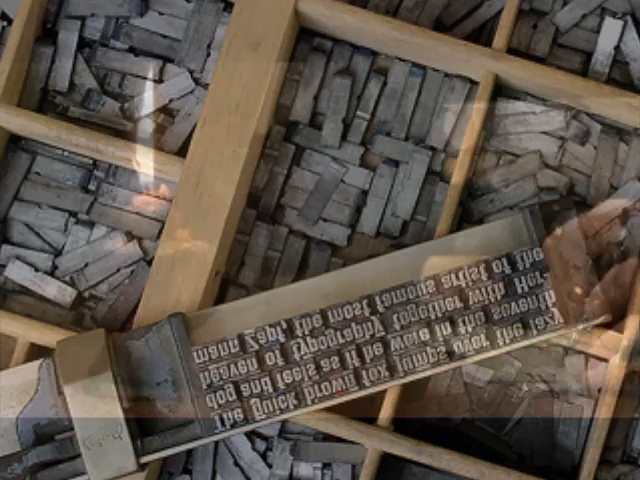 The quick brown fox jumps over the lazy
dog and feels as if he were in the seventh
heaven of typography together with Her-
mann Zapf, the most famous artist of the